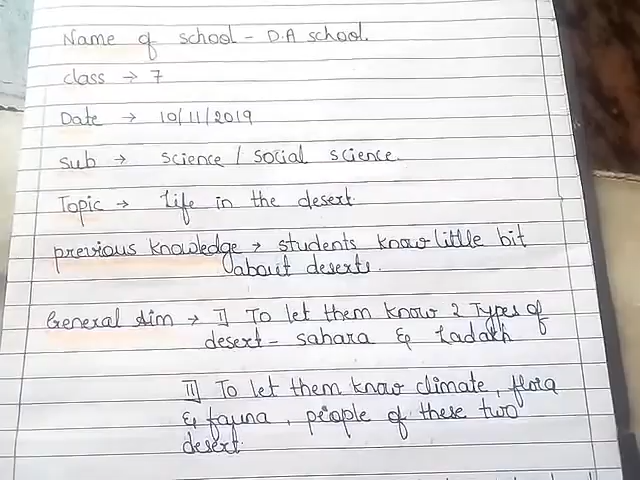 Name of school - D.A school.
class → 7
Date → 10/11/2019
Sub → science / social science.
Topic → Life in the desert.
previous knowledge → students know little bit
about deserts.
General Aim → I] To let them know 2 Types of
desert - sahara & Ladakh
II] To let them know climate, flora
& fauna, people of these two
desert.